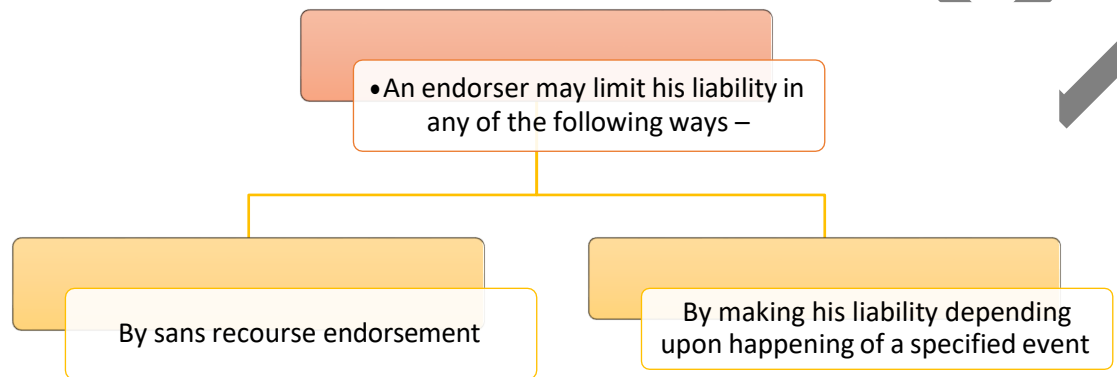 •An endorser may limit his liability in
any of the following ways –
By sans recourse endorsement
By making his liability depending
upon happening of a specified event